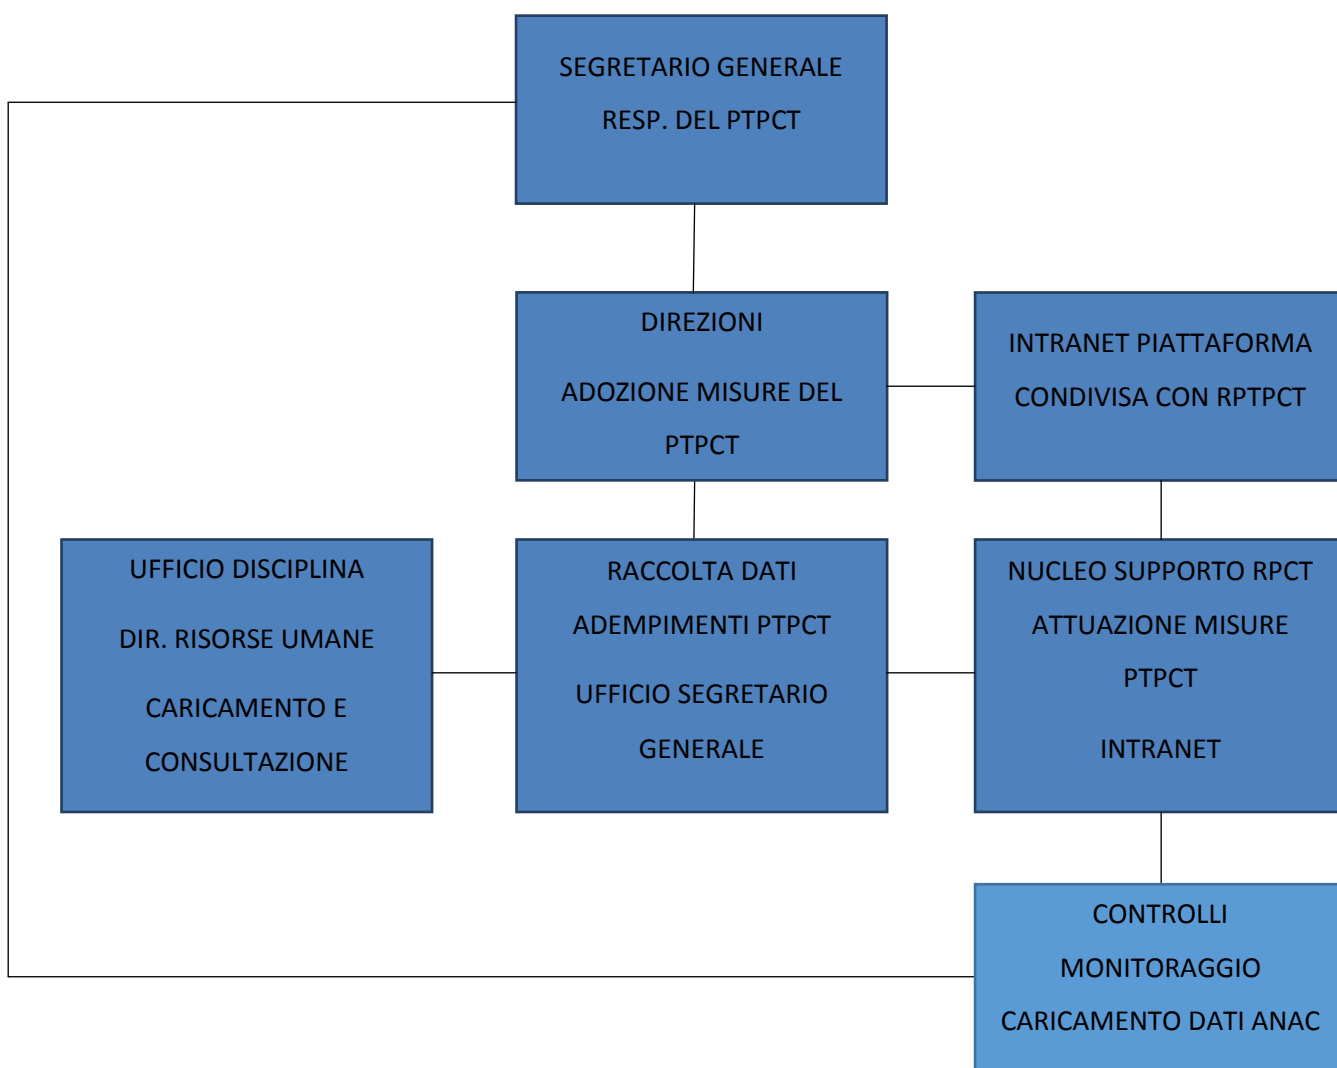 SEGRETARIO GENERALE
RESP. DEL PTPCT
DIREZIONI
ADOZIONE MISURE DEL
PTPCT
INTRANET PIATTAFORMA
CONDIVISA CON RPTPCT
UFFICIO DISCIPLINA
DIR. RISORSE UMANE
CARICAMENTO E
CONSULTAZIONE
RACCOLTA DATI
ADEMPIMENTI PTPCT
UFFICIO SEGRETARIO
GENERALE
NUCLEO SUPPORTO RPCT
ATTUAZIONE MISURE
PTPCT
INTRANET
CONTROLLI
MONITORAGGIO
CARICAMENTO DATI ANAC